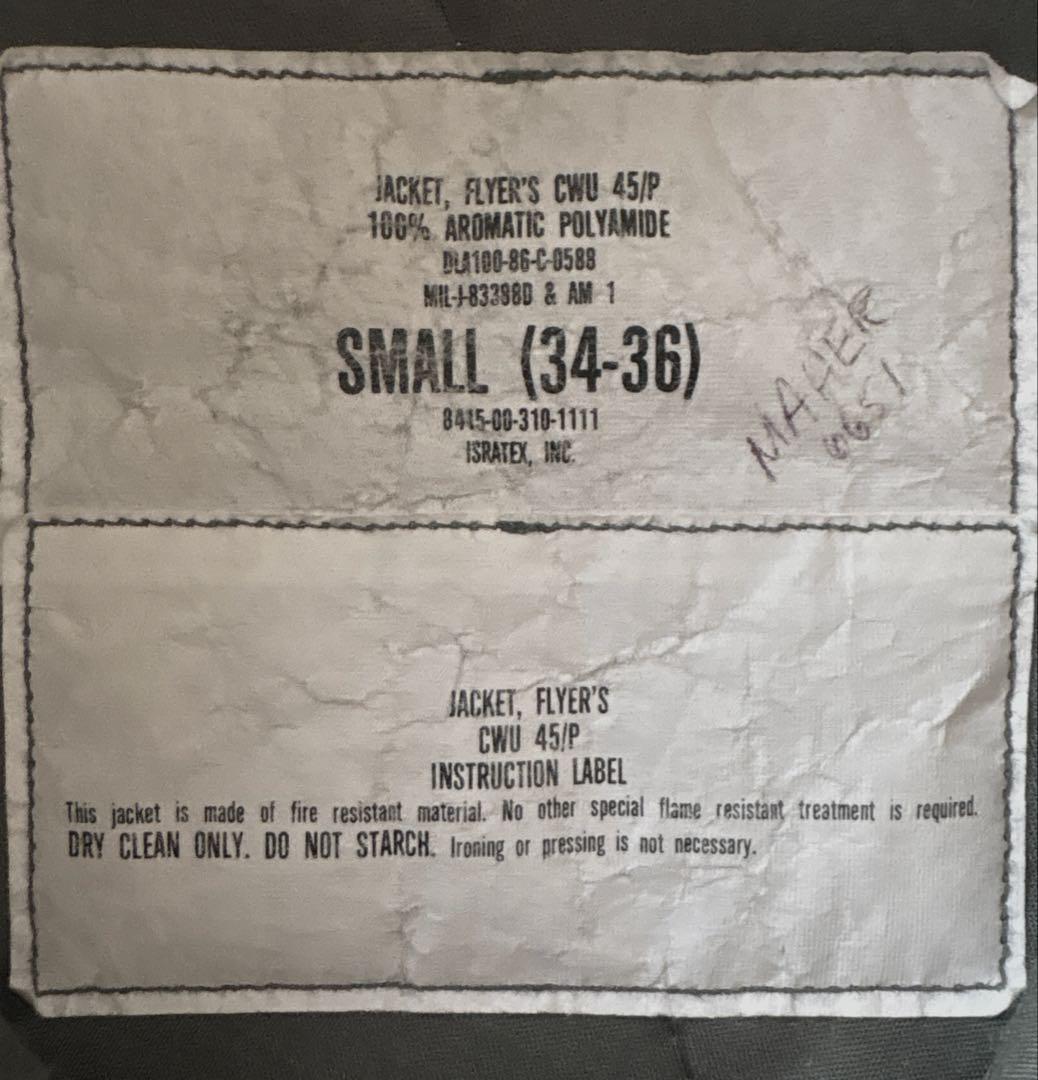 JACKET, FLYER'S CWU 45/P
100% AROMATIC POLYAMIDE
DLA100-86-C-0588
MIL-J-83388D & AM 1
SMALL (34-36)
8415-00-310-1111
ISRATEX, INC.
MAHER
0651
JACKET, FLYER'S
CWU 45/P
INSTRUCTION LABEL
This jacket is made of fire resistant material. No other special flame resistant treatment is required.
DRY CLEAN ONLY. DO NOT STARCH. Ironing or pressing is not necessary.